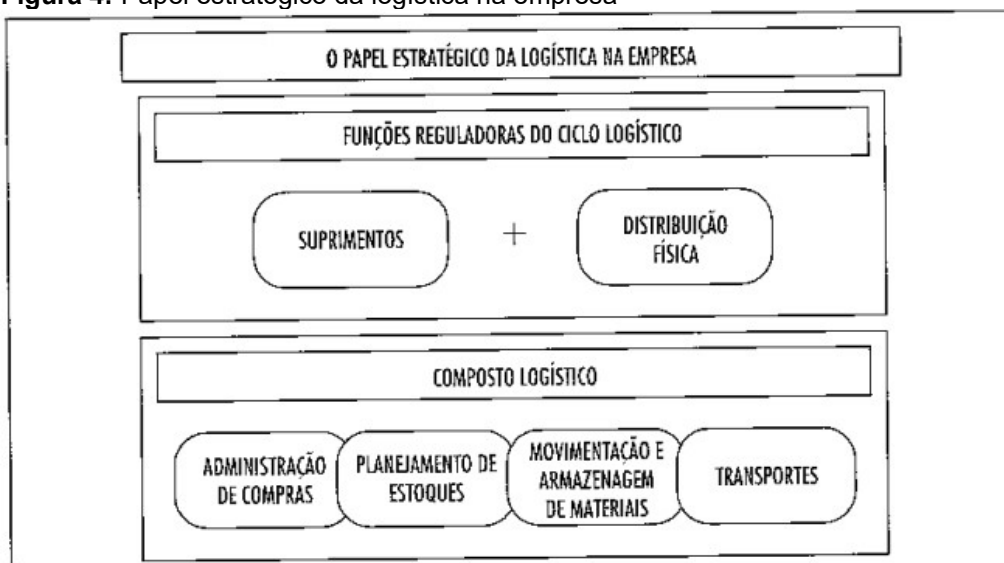 Figura 4: Papel estratégico da logística na empresa
O PAPEL ESTRATÉGICO DA LOGÍSTICA NA EMPRESA
FUNÇÕES REGULADORAS DO CICLO LOGÍSTICO
SUPRIMENTOS
+
DISTRIBUIÇÃO
FÍSICA
COMPOSTO LOGÍSTICO
ADMINISTRAÇÃO
DE COMPRAS
PLANEJAMENTO DE
ESTOQUES
MOVIMENTAÇÃO E
ARMAZENAGEM
DE MATERIAIS
TRANSPORTES